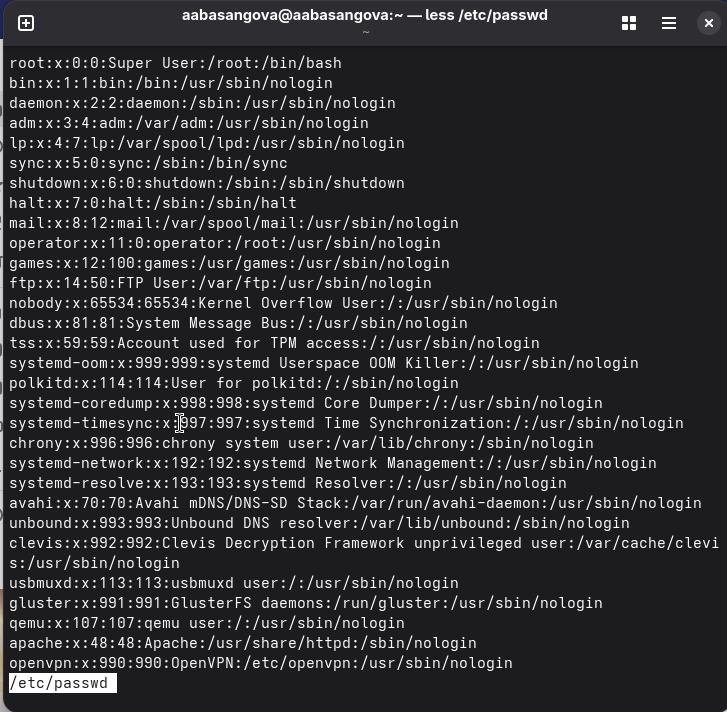 aabasangova@aabasangova:~ — less /etc/passwd
~
root:x:0:0:Super User:/root:/bin/bash
bin:x:1:1:bin:/bin:/usr/sbin/nologin
daemon:x:2:2:daemon:/sbin:/usr/sbin/nologin
adm:x:3:4:adm:/var/adm:/usr/sbin/nologin
lp:x:4:7:lp:/var/spool/lpd:/usr/sbin/nologin
sync:x:5:0:sync:/sbin:/bin/sync
shutdown:x:6:0:shutdown:/sbin:/sbin/shutdown
halt:x:7:0:halt:/sbin:/sbin/halt
mail:x:8:12:mail:/var/spool/mail:/usr/sbin/nologin
operator:x:11:0:operator:/root:/usr/sbin/nologin
games:x:12:100:games:/usr/games:/usr/sbin/nologin
ftp:x:14:50:FTP User:/var/ftp:/usr/sbin/nologin
nobody:x:65534:65534:Kernel Overflow User:/:/usr/sbin/nologin
dbus:x:81:81:System Message Bus:/:/usr/sbin/nologin
tss:x:59:59:Account used for TPM access:/:/usr/sbin/nologin
systemd-oom:x:999:999:systemd Userspace OOM Killer:/:/usr/sbin/nologin
polkitd:x:114:114:User for polkitd:/:/sbin/nologin
systemd-coredump:x:998:998:systemd Core Dumper:/:/usr/sbin/nologin
systemd-timesync:x:997:997:systemd Time Synchronization:/:/usr/sbin/nologin
chrony:x:996:996:chrony system user:/var/lib/chrony:/sbin/nologin
systemd-network:x:192:192:systemd Network Management:/:/usr/sbin/nologin
systemd-resolve:x:193:193:systemd Resolver:/:/usr/sbin/nologin
avahi:x:70:70:Avahi mDNS/DNS-SD Stack:/var/run/avahi-daemon:/usr/sbin/nologin
unbound:x:993:993:Unbound DNS resolver:/var/lib/unbound:/sbin/nologin
clevis:x:992:992:Clevis Decryption Framework unprivileged user:/var/cache/clevi
s:/usr/sbin/nologin
usbmuxd:x:113:113:usbmuxd user:/:/usr/sbin/nologin
gluster:x:991:991:GlusterFS daemons:/run/gluster:/usr/sbin/nologin
qemu:x:107:107:qemu user:/:/usr/sbin/nologin
apache:x:48:48:Apache:/usr/share/httpd:/sbin/nologin
openvpn:x:990:990:OpenVPN:/etc/openvpn:/usr/sbin/nologin
/etc/passwd